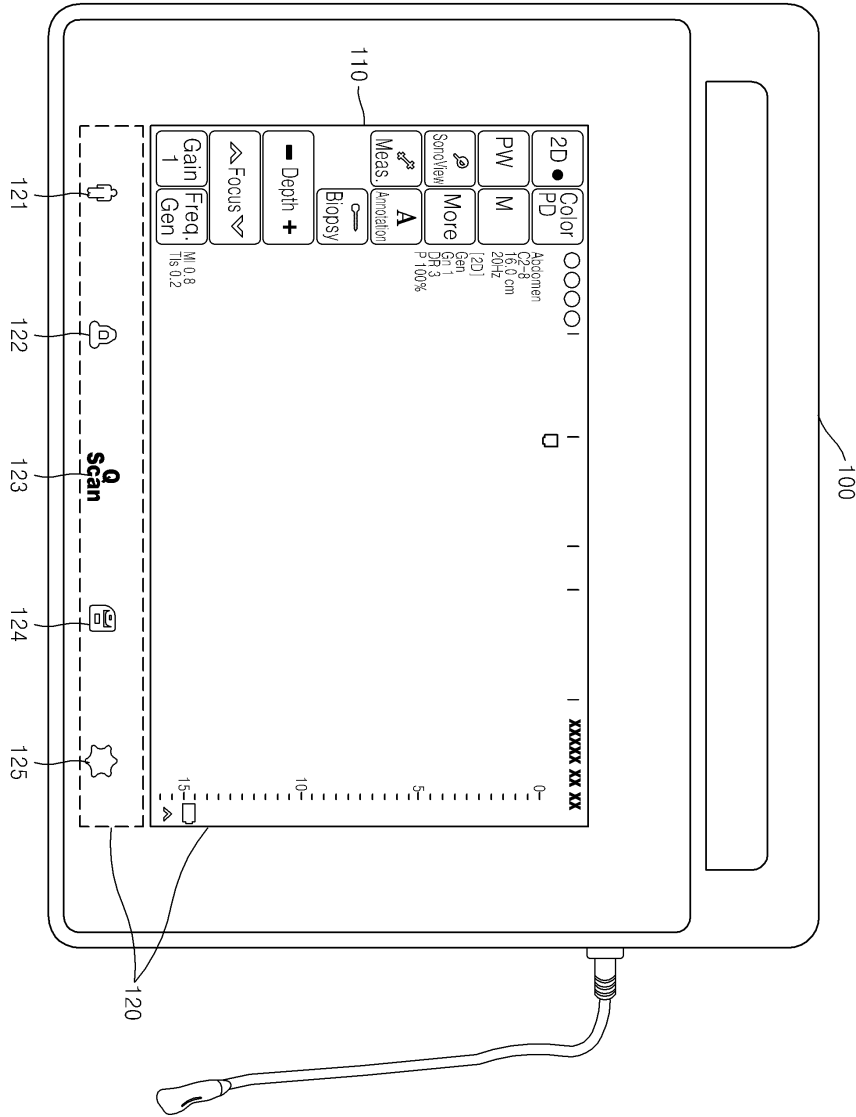 100
110
2D ●
Color
PD
PW
M
SonoView
More
Meas.
A
Annotation
Biopsy
− Depth +
Focus
Gain
1
Freq.
Gen
Abdomen
C2-8
16.0 cm
20Hz
[2D]
Gen
Gn 1
DR 3
P 100%
MI 0.8
TIs 0.2
XXXXX XX XX
0
5
10
15
Q
Scan
121
122
123
124
125
120